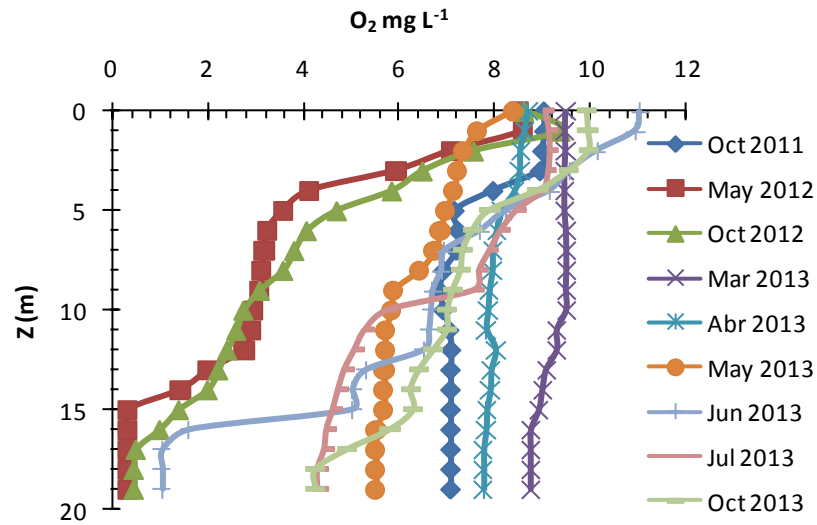 O₂ mg L⁻¹
0 2 4 6 8 10 12
0
5
10
15
20
Z (m)
Oct 2011
May 2012
Oct 2012
Mar 2013
Abr 2013
May 2013
Jun 2013
Jul 2013
Oct 2013